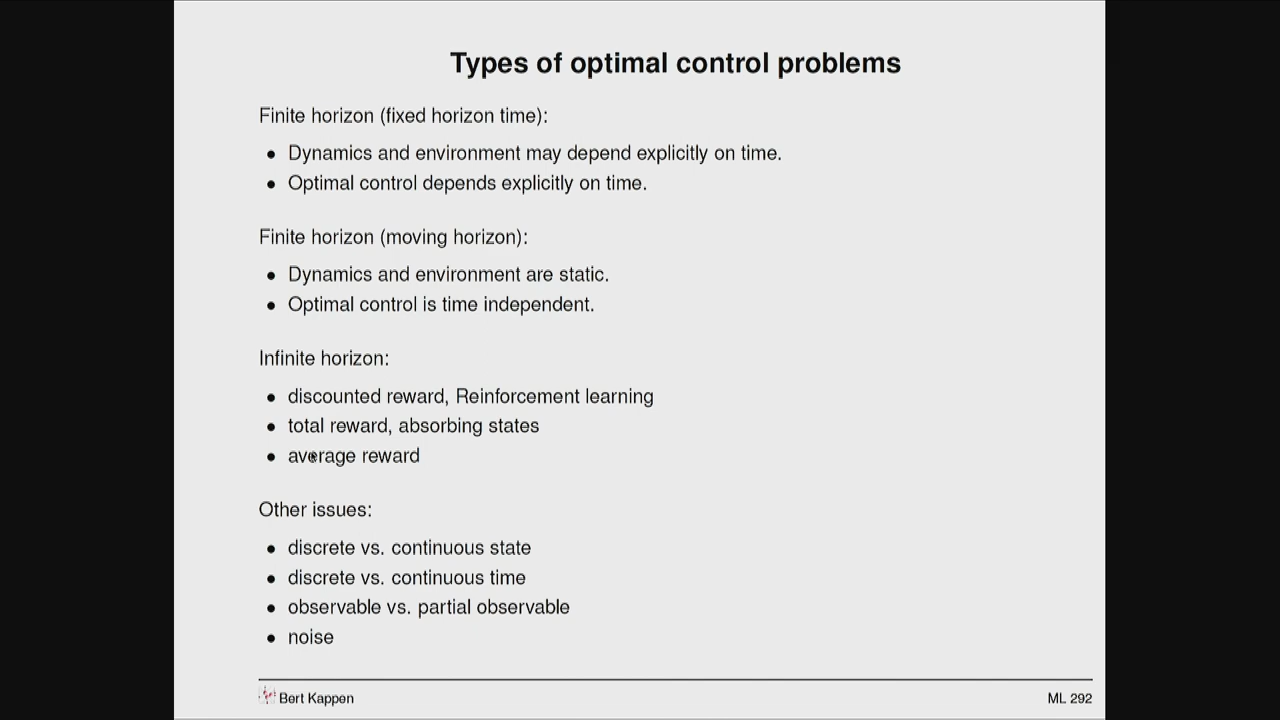 Types of optimal control problems
Finite horizon (fixed horizon time):
• Dynamics and environment may depend explicitly on time.
• Optimal control depends explicitly on time.
Finite horizon (moving horizon):
• Dynamics and environment are static.
• Optimal control is time independent.
Infinite horizon:
• discounted reward, Reinforcement learning
• total reward, absorbing states
• average reward
Other issues:
• discrete vs. continuous state
• discrete vs. continuous time
• observable vs. partial observable
• noise
Bert Kappen
ML 292